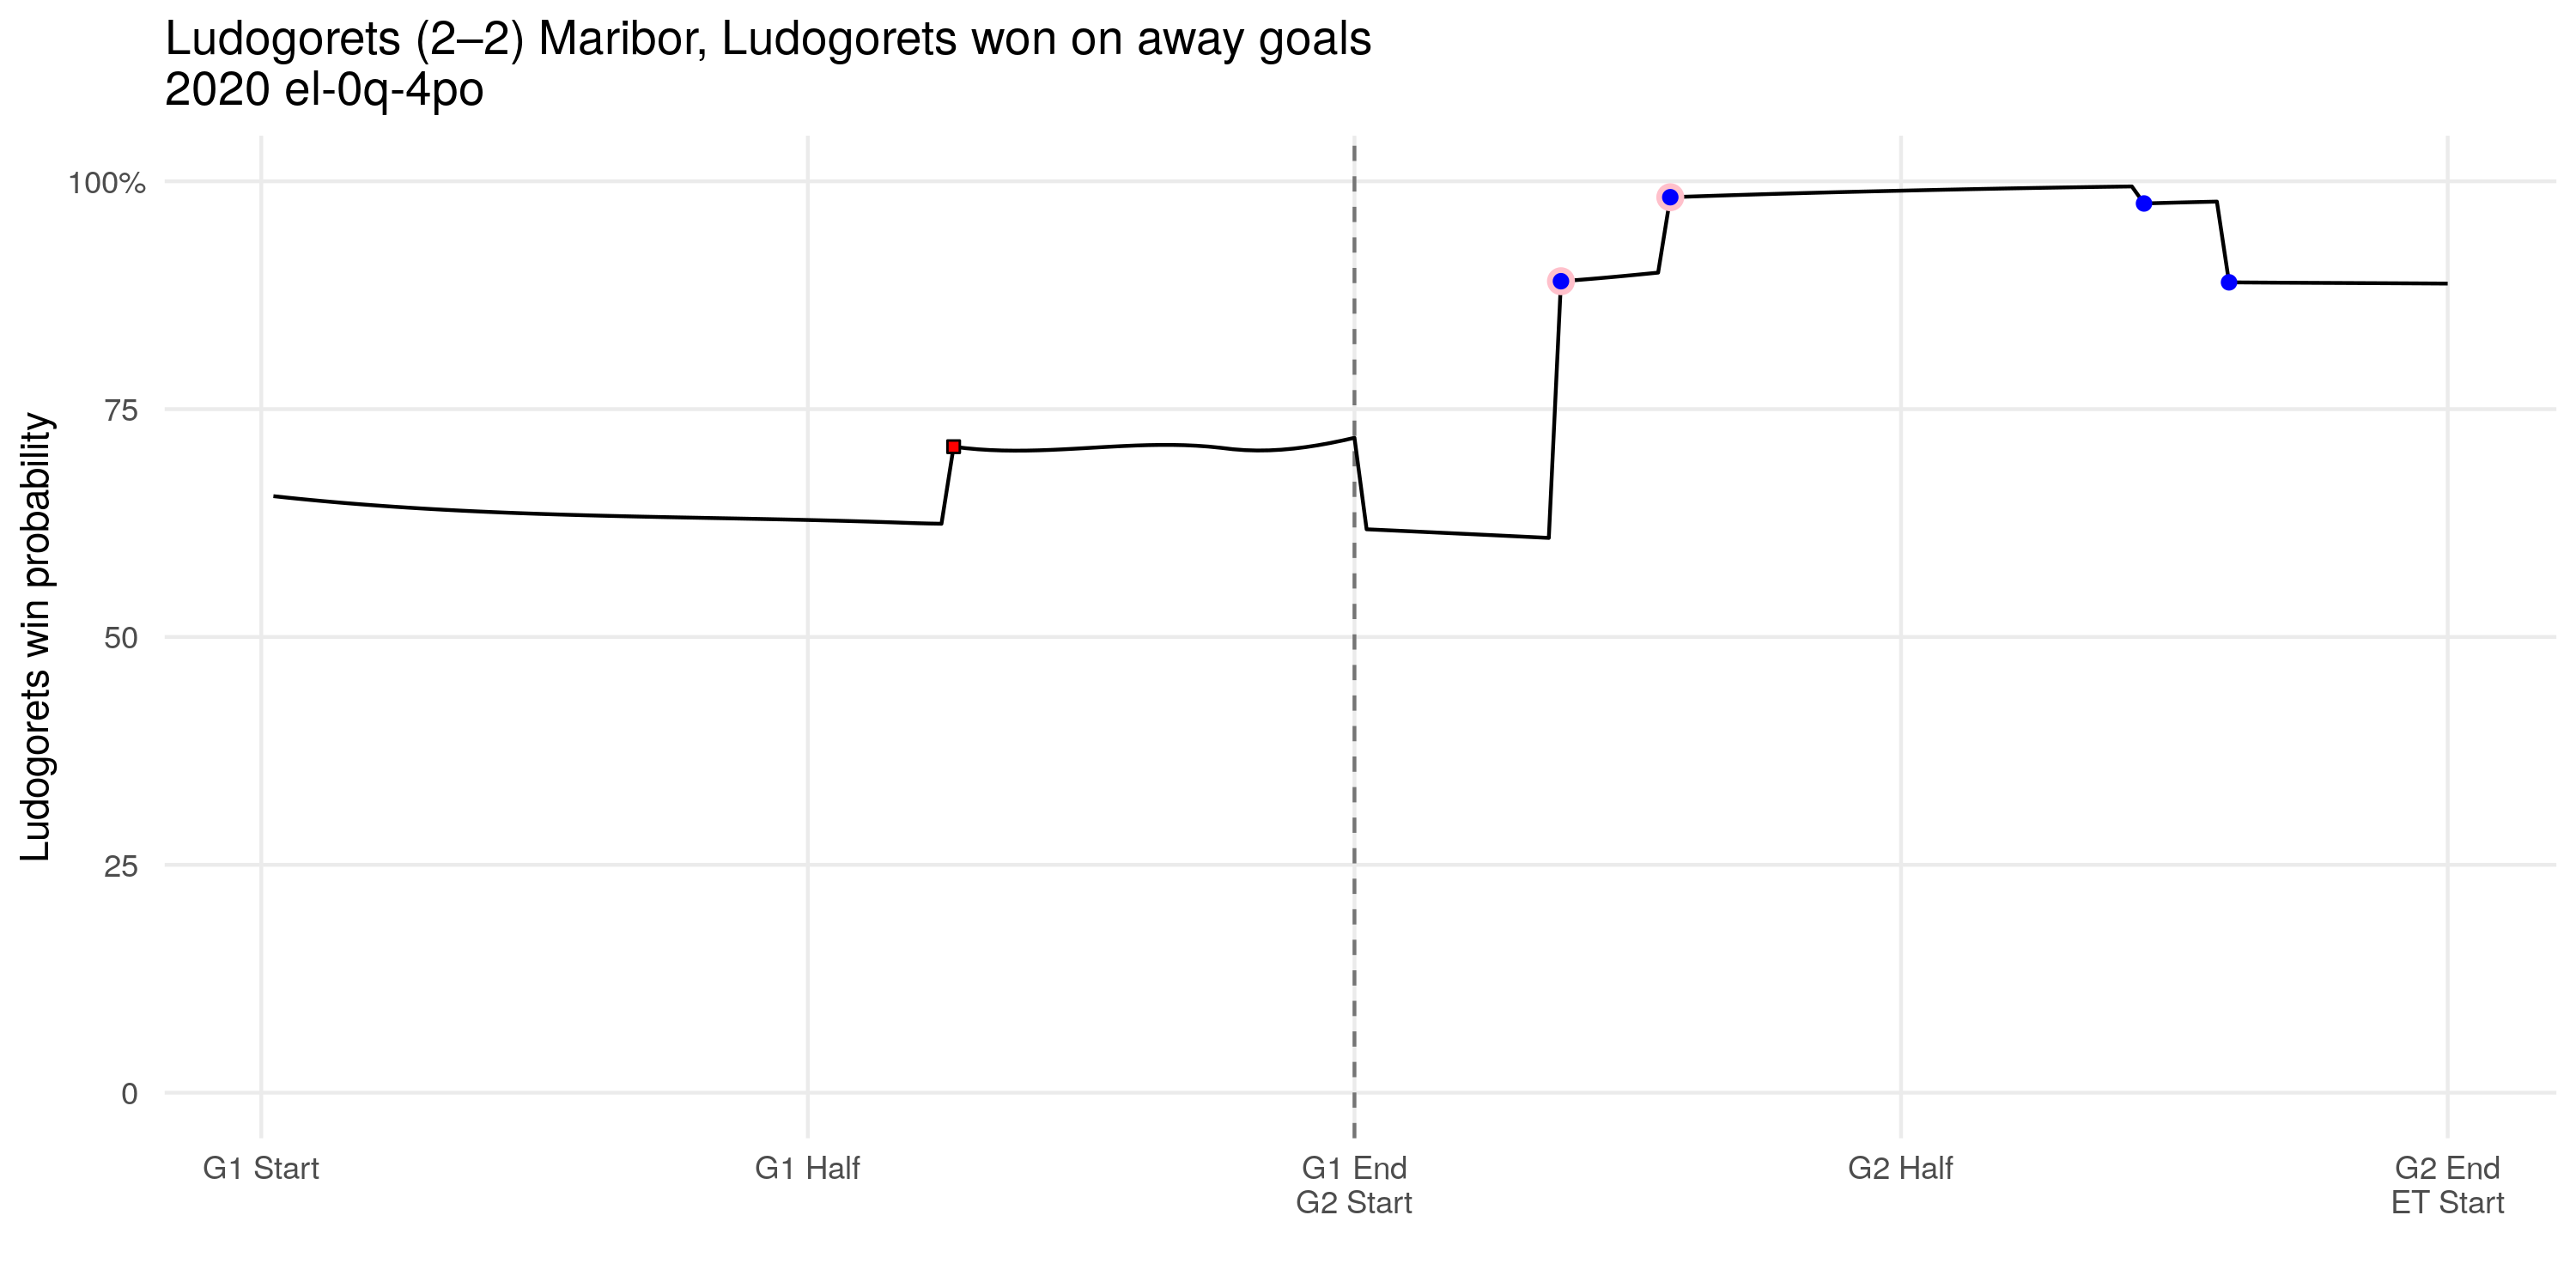 Ludogorets (2–2) Maribor, Ludogorets won on away goals
2020 el-0q-4po
Ludogorets win probability
100%
75
50
25
0
G1 Start
G1 Half
G1 End
G2 Start
G2 Half
G2 End
ET Start